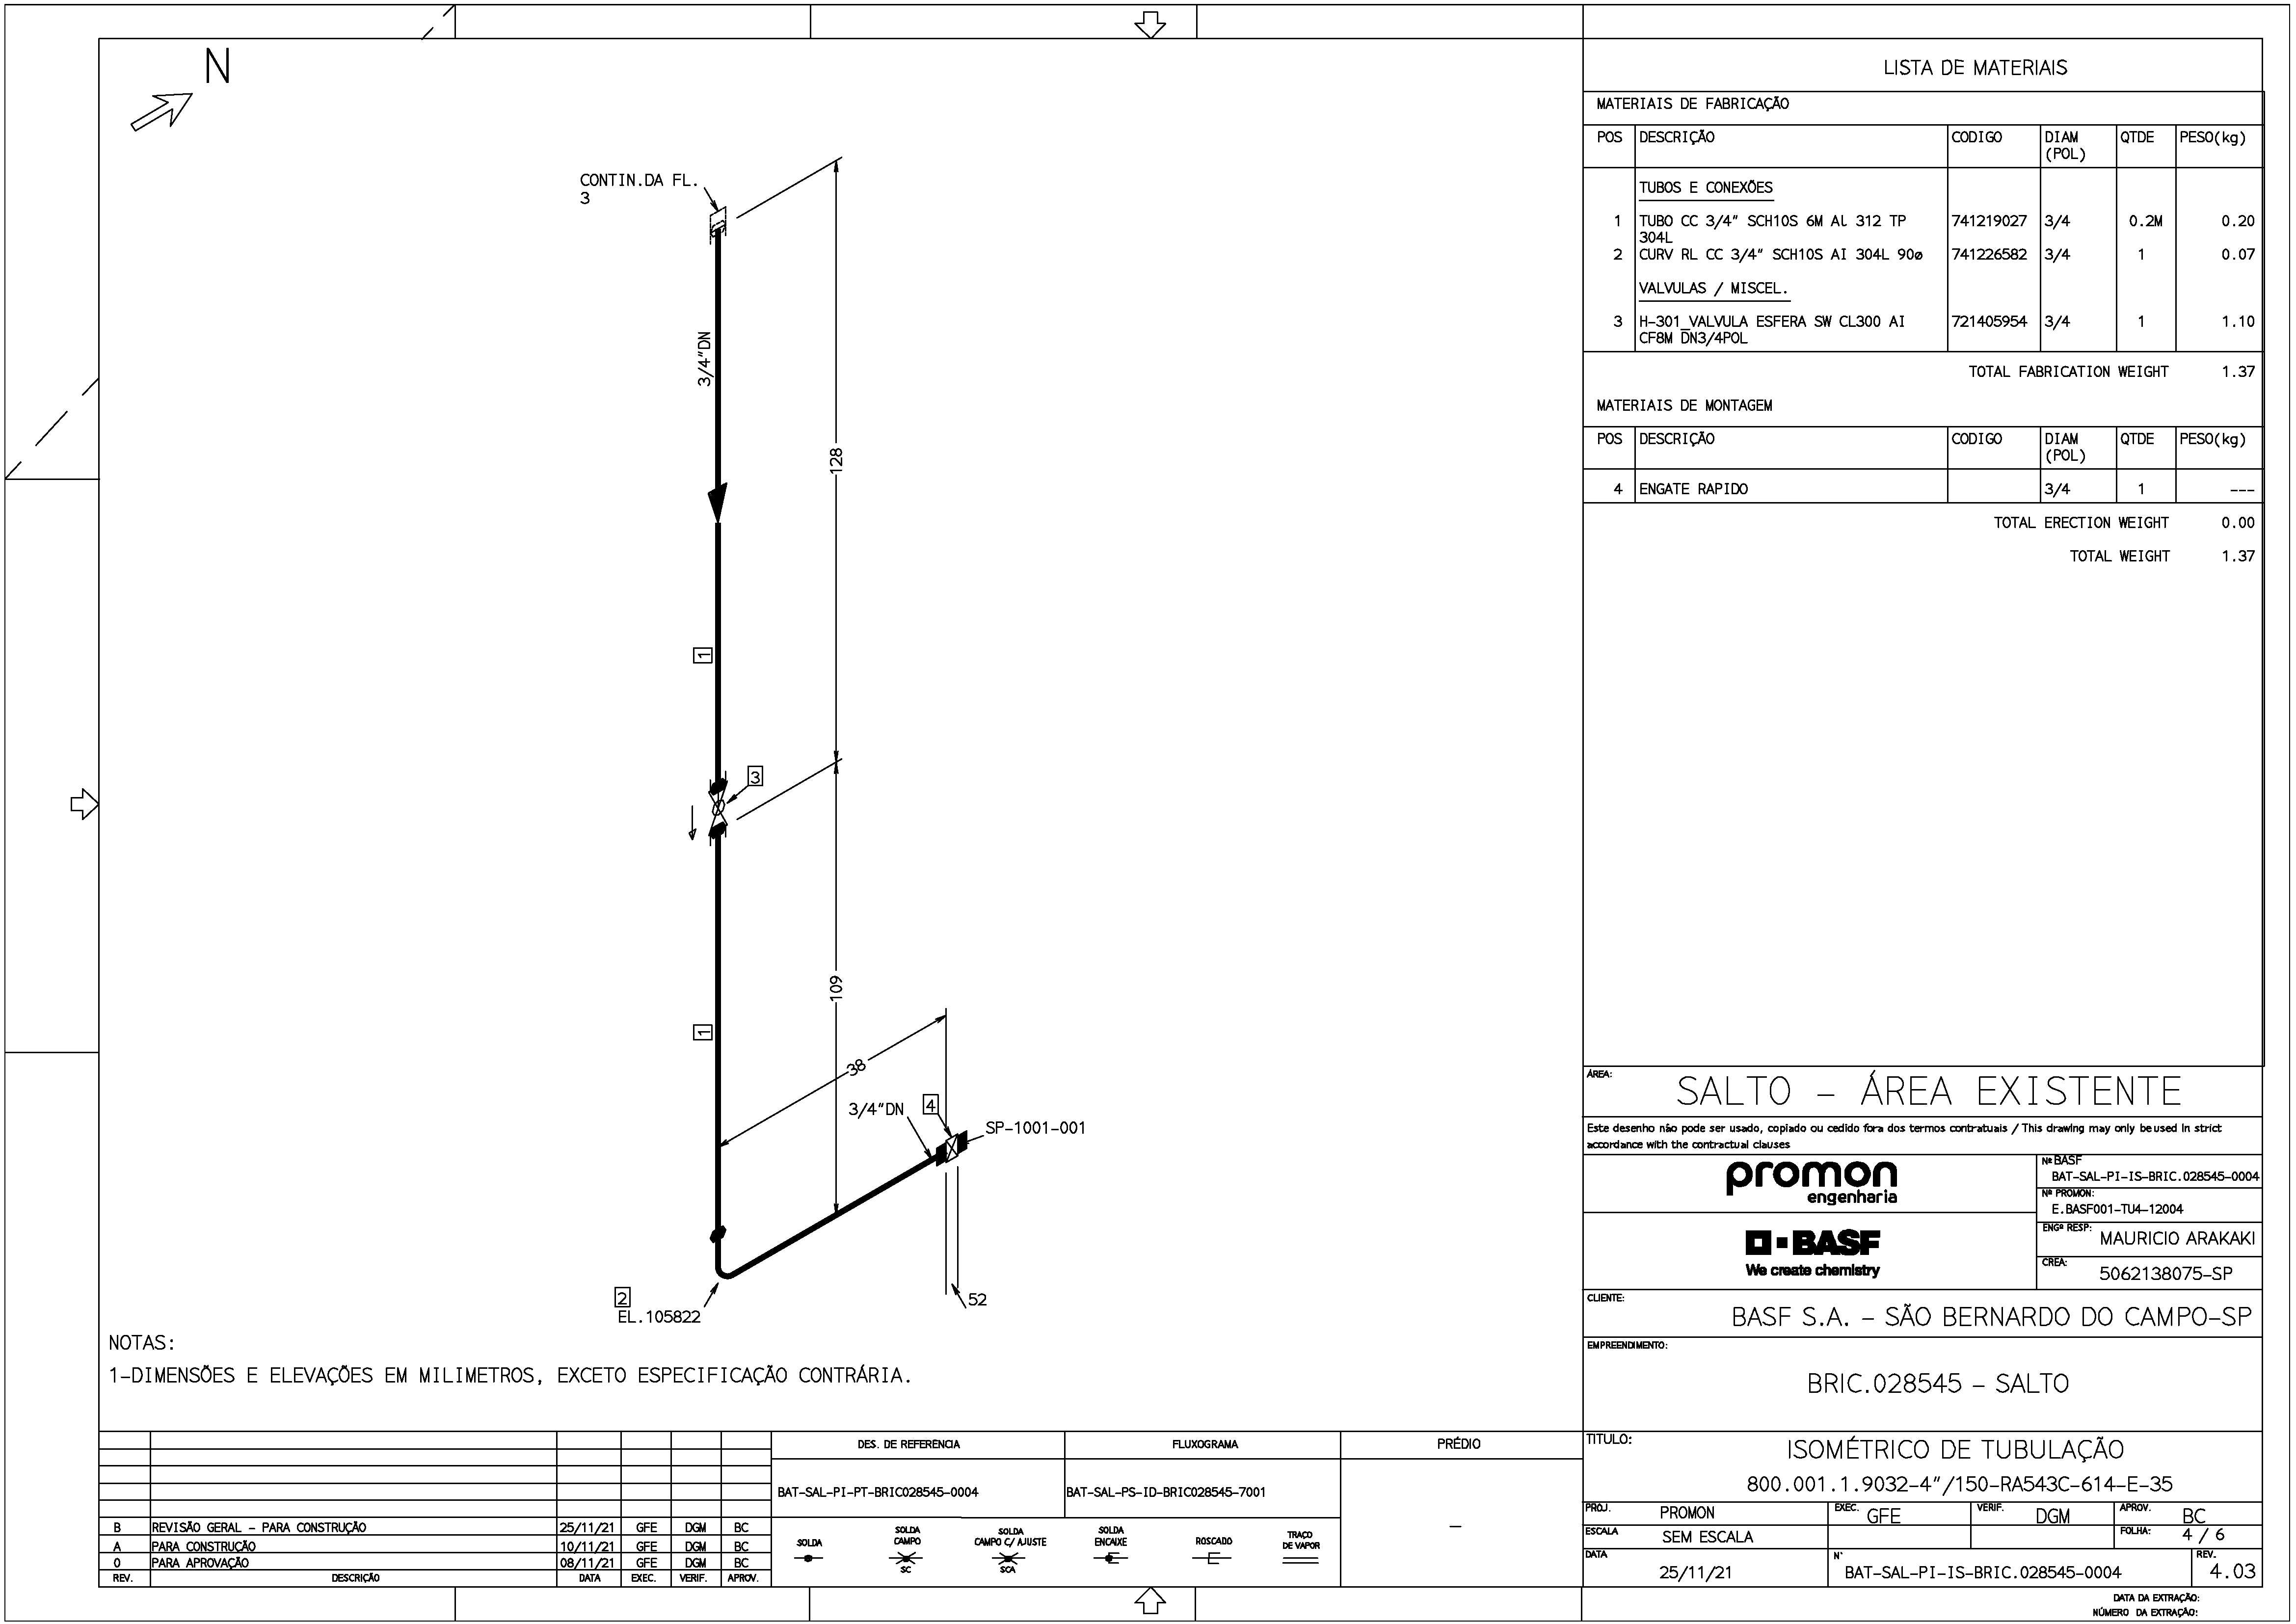 N
CONTIN.DA FL.
3
3/4"DN
128
1
3
109
1
38
3/4"DN
4
SP-1001-001
2
EL.105822
52
NOTAS:
1-DIMENSÕES E ELEVAÇÕES EM MILIMETROS, EXCETO ESPECIFICAÇÃO CONTRÁRIA.
LISTA DE MATERIAIS
MATERIAIS DE FABRICAÇÃO
POS DESCRIÇÃO CODIGO DIAM (POL) QTDE PESO(kg)
TUBOS E CONEXÕES
1 TUBO CC 3/4" SCH10S 6M Al 312 TP 741219027 3/4 0.2M 0.20
304L
2 CURV RL CC 3/4" SCH10S AI 304L 90ø 741226582 3/4 1 0.07
VALVULAS / MISCEL.
3 H-301_VALVULA ESFERA SW CL300 AI 721405954 3/4 1 1.10
CF8M DN3/4POL
TOTAL FABRICATION WEIGHT 1.37
MATERIAIS DE MONTAGEM
POS DESCRIÇÃO CODIGO DIAM (POL) QTDE PESO(kg)
4 ENGATE RAPIDO 3/4 1 ---
TOTAL ERECTION WEIGHT 0.00
TOTAL WEIGHT 1.37
ÁREA:
SALTO - ÁREA EXISTENTE
Este desenho não pode ser usado, copiado ou cedido fora dos termos contratuais / This drawing may only be used in strict
accordance with the contractual clauses
promon
engenharia
Nº BASF
BAT-SAL-PI-IS-BRIC.028545-0004
Nº PROMON:
E.BASF001-TU4-12004
BASF
We create chemistry
ENGº RESP: MAURICIO ARAKAKI
CREA: 5062138075-SP
CLIENTE:
BASF S.A. - SÃO BERNARDO DO CAMPO-SP
EMPREENDIMENTO:
BRIC.028545 - SALTO
TITULO:
ISOMÉTRICO DE TUBULAÇÃO
800.001.1.9032-4"/150-RA543C-614-E-35
PROJ. PROMON EXEC. GFE VERIF. DGM APROV. BC
ESCALA SEM ESCALA FOLHA: 4 / 6
DATA 25/11/21 N° BAT-SAL-PI-IS-BRIC.028545-0004 REV. 4.03
DATA DA EXTRAÇÃO:
NÚMERO DA EXTRAÇÃO:
DES. DE REFERÊNCIA FLUXOGRAMA PRÉDIO
BAT-SAL-PI-PT-BRIC028545-0004 BAT-SAL-PS-ID-BRIC028545-7001 -
B REVISÃO GERAL - PARA CONSTRUÇÃO 25/11/21 GFE DGM BC
A PARA CONSTRUÇÃO 10/11/21 GFE DGM BC
0 PARA APROVAÇÃO 08/11/21 GFE DGM BC
REV. DESCRIÇÃO DATA EXEC. VERIF. APROV.
SOLDA
SOLDA CAMPO
SC
SOLDA CAMPO C/ AJUSTE
SCA
SOLDA ENCAIXE
ROSCADO
TRAÇO DE VAPOR